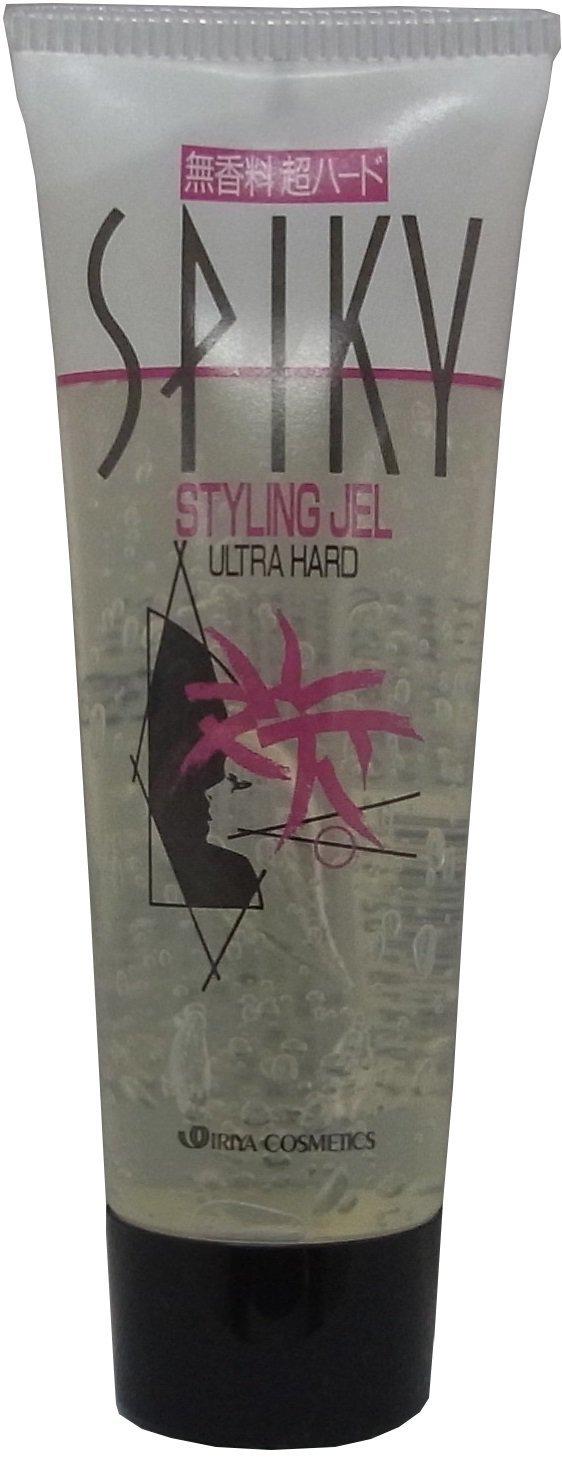 無香料 超ハード
SPIKY
STYLING JEL
ULTRA HARD
IRIYA COSMETICS